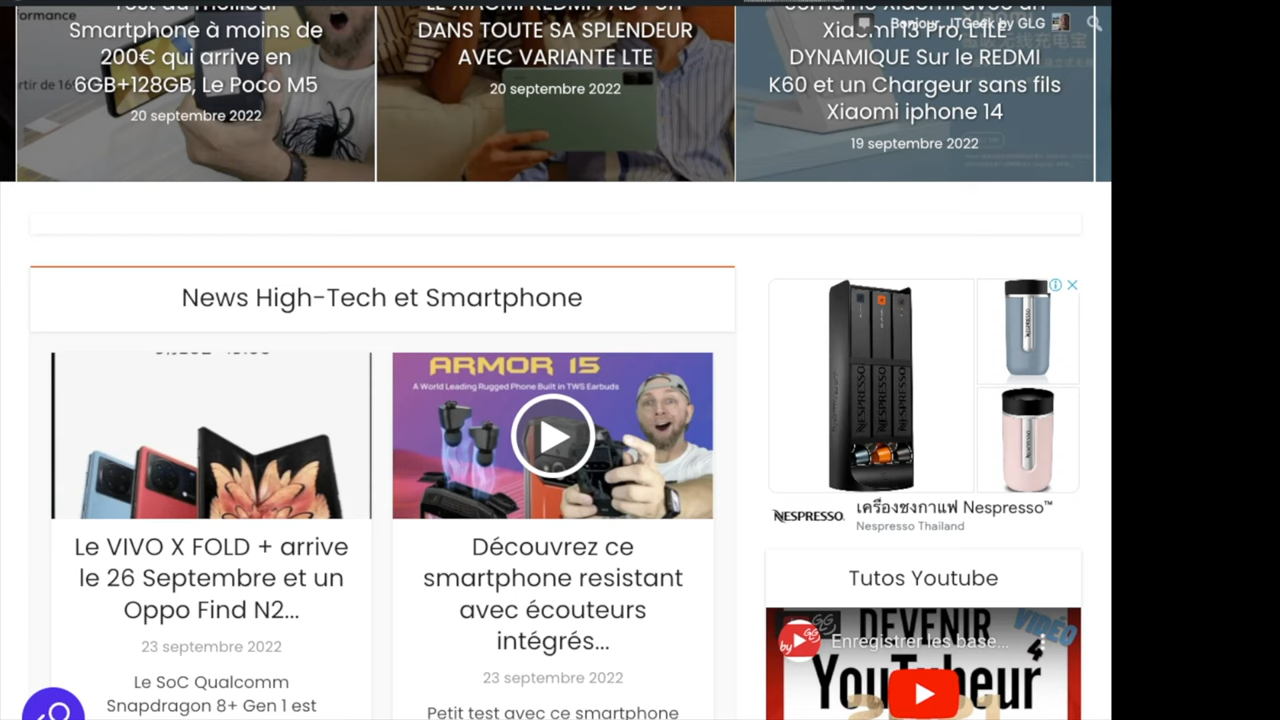 Smartphone à moins de
200€ qui arrive en
6GB+128GB, Le Poco M5
20 septembre 2022
DANS TOUTE SA SPLENDEUR
AVEC VARIANTE LTE
20 septembre 2022
Bonjour, ITGeek by GLG
DYNAMIQUE Sur le REDMI
K60 et un Chargeur sans fils
Xiaomi iphone 14
19 septembre 2022
News High-Tech et Smartphone
Le VIVO X FOLD + arrive
le 26 Septembre et un
Oppo Find N2...
23 septembre 2022
Le SoC Qualcomm
Snapdragon 8+ Gen 1 est
ARMOR 15
A World Leading Rugged Phone Built in TWS Earbuds
Découvrez ce
smartphone resistant
avec écouteurs
intégrés...
23 septembre 2022
Petit test avec ce smartphone
NESPRESSO
NESPRESSO
NESPRESSO
NESPRESSO.
เครื่องชงกาแฟ Nespresso™
Nespresso Thailand
Tutos Youtube
Enregistrer les base...
DEVENIR
VIDÉO
4
YouTubeur
2021